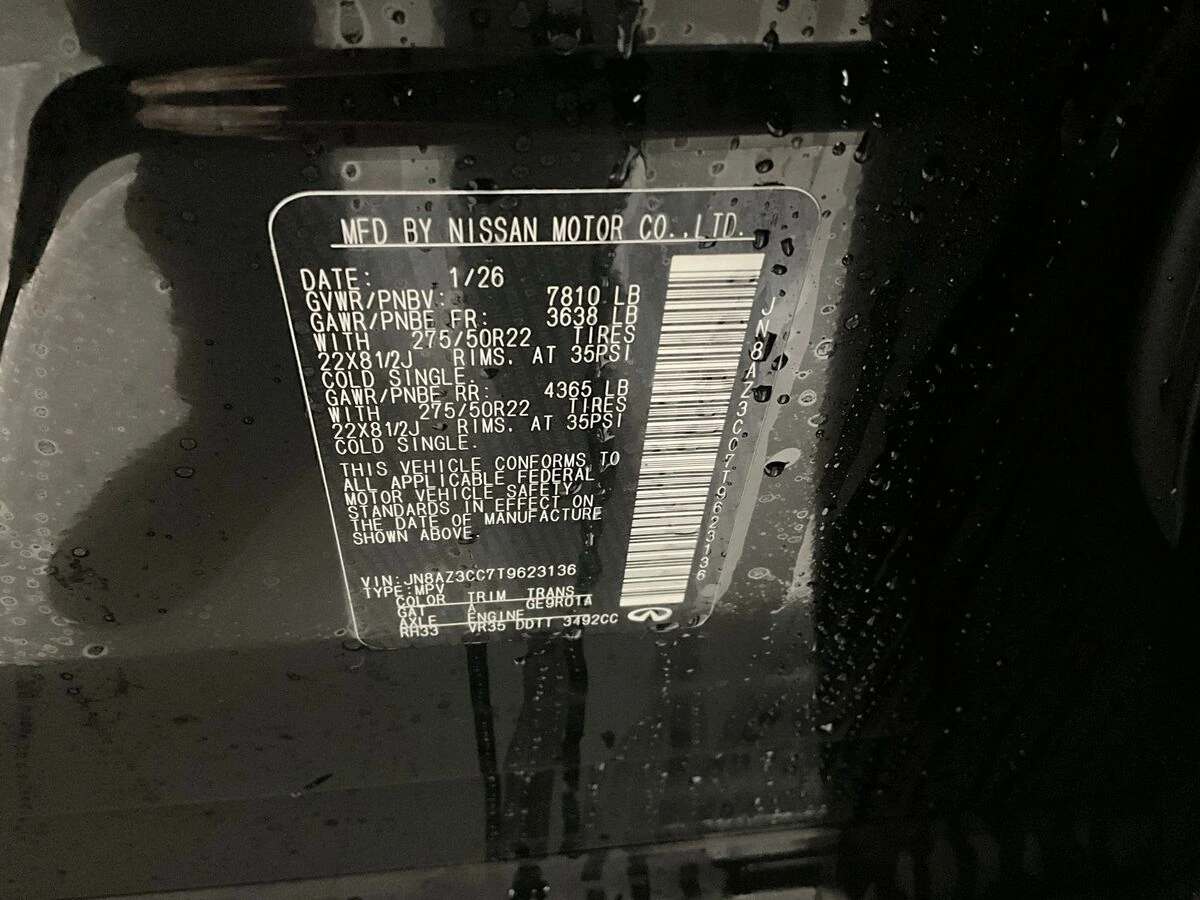 MFD BY NISSAN MOTOR CO.,LTD.
DATE: 1/26
GVWR/PNBV: 7810 LB
GAWR/PNBE FR: 3638 LB
WITH 275/50R22 TIRES
22X81/2J RIMS, AT 35PSI
COLD SINGLE.
GAWR/PNBE RR: 4365 LB
WITH 275/50R22 TIRES
22X81/2J RIMS, AT 35PSI
COLD SINGLE.
THIS VEHICLE CONFORMS TO
ALL APPLICABLE FEDERAL
MOTOR VEHICLE SAFETY
STANDARDS IN EFFECT ON
THE DATE OF MANUFACTURE
SHOWN ABOVE.
VIN:JN8AZ3CC7T9623136
TYPE:MPV
COLOR TRIM TRANS
GAT A GE9R01A
AXLE ENGINE
RH33 VR35 DDTT 3492CC
JN8AZ3CC7T9623136